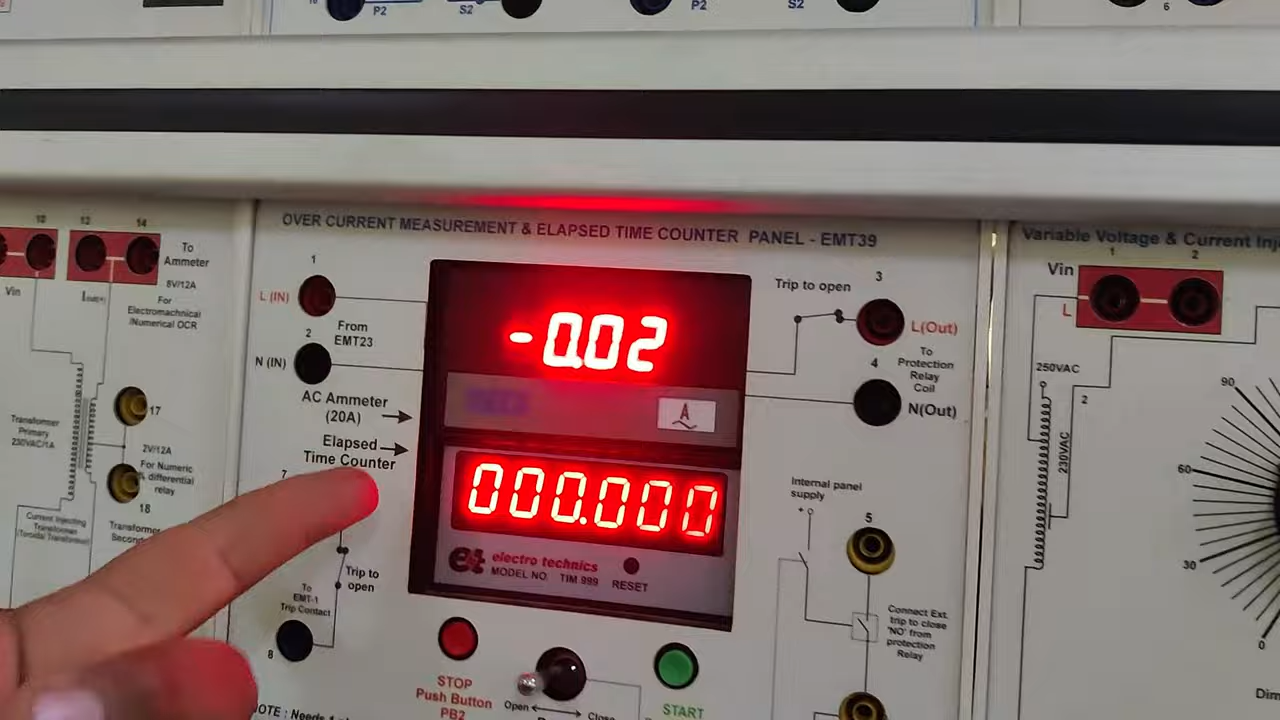 P2
S2
P2
S2
6
10
12
14
To
Ammeter
8V/12A
For
Electromachnical
/Numerical OCR
Vin
17
Transformer
Primary
230VAC/1A
2V/12A
For Numeric
% differential
relay
18
Current Injecting
Transformer
(Toroidal Transformer)
OVER CURRENT MEASUREMENT & ELAPSED TIME COUNTER PANEL - EMT39
1
L (IN)
2
From
EMT23
N (IN)
AC Ammeter
(20A)
Elapsed
Time Counter
7
Trip to
open
To
EMT-1
Trip Contact
8
-0.02
A
000.000
et electro technics
MODEL NO. TIM 999
RESET
STOP
Push Button
PB2
Open
Close
START
Trip to open
3
L(Out)
4
To
Protection
Relay
Coil
N(Out)
Internal panel
supply
+
5
Connect Ext.
trip to close
'NO' from
protection
Relay
Variable Voltage & Current Inj
1
2
Vin
L
250VAC
2
230VAC
90
60
30
0